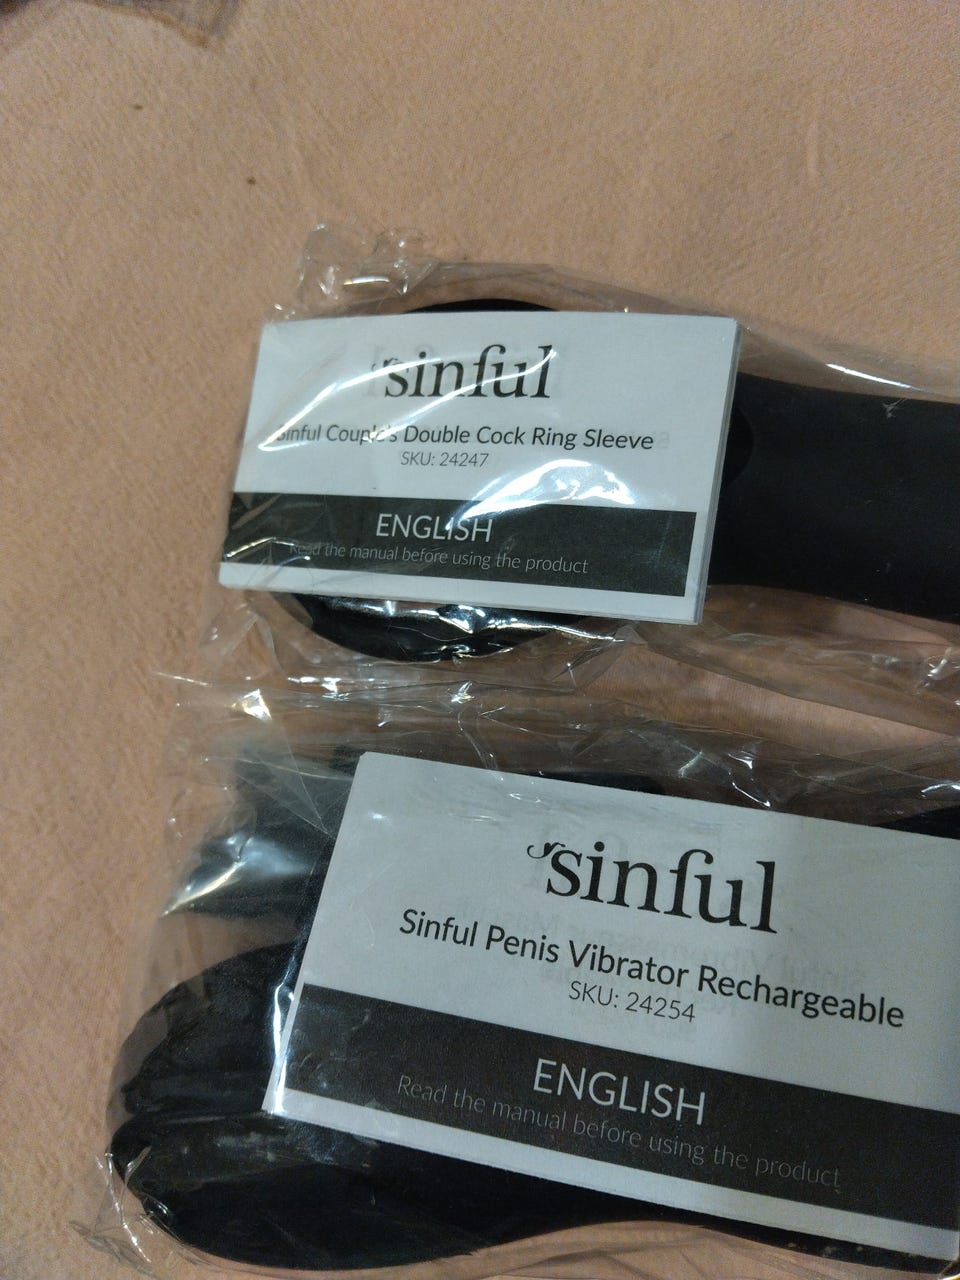 sinful
Sinful Couple's Double Cock Ring Sleeve
SKU: 24247
ENGLISH
Read the manual before using the product
sinful
Sinful Penis Vibrator Rechargeable
SKU: 24254
ENGLISH
Read the manual before using the product